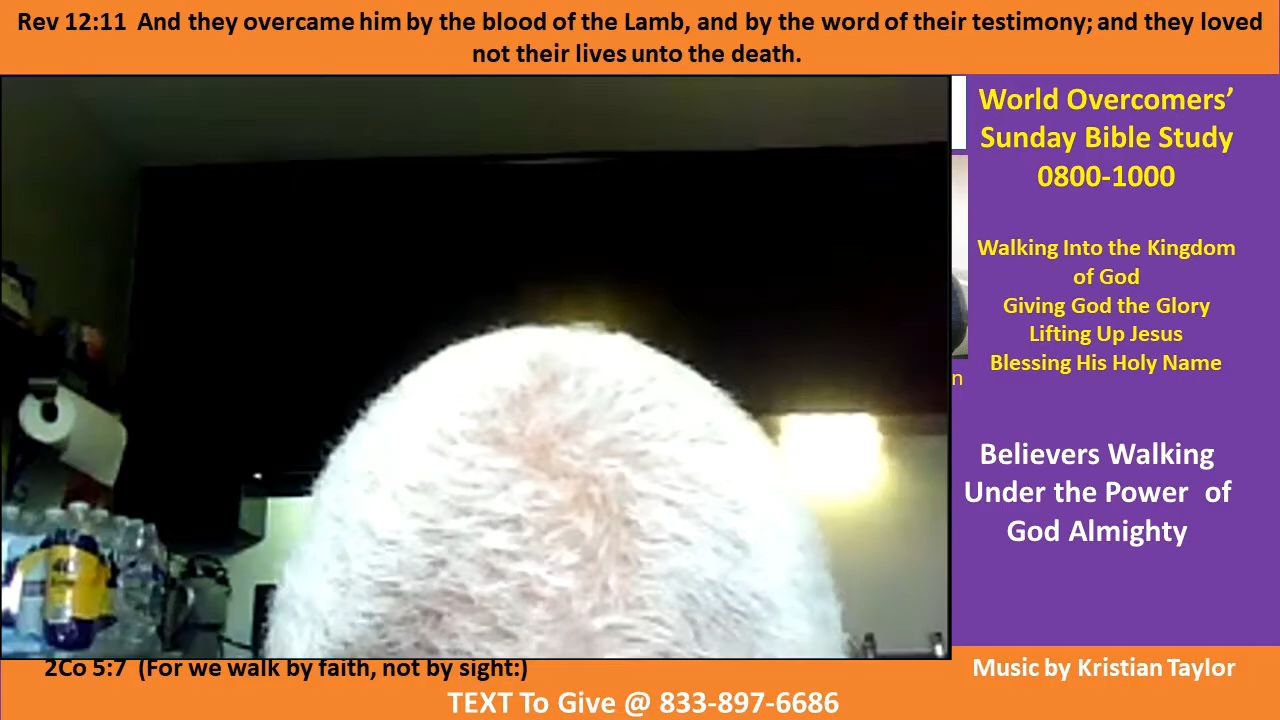 Rev 12:11  And they overcame him by the blood of the Lamb, and by the word of their testimony; and they loved
not their lives unto the death.
World Overcomers’
Sunday Bible Study
0800-1000
Walking Into the Kingdom
of God
Giving God the Glory
Lifting Up Jesus
Blessing His Holy Name
n
Believers Walking
Under the Power  of
God Almighty
2Co 5:7  (For we walk by faith, not by sight:)
Music by Kristian Taylor
TEXT To Give @ 833-897-6686